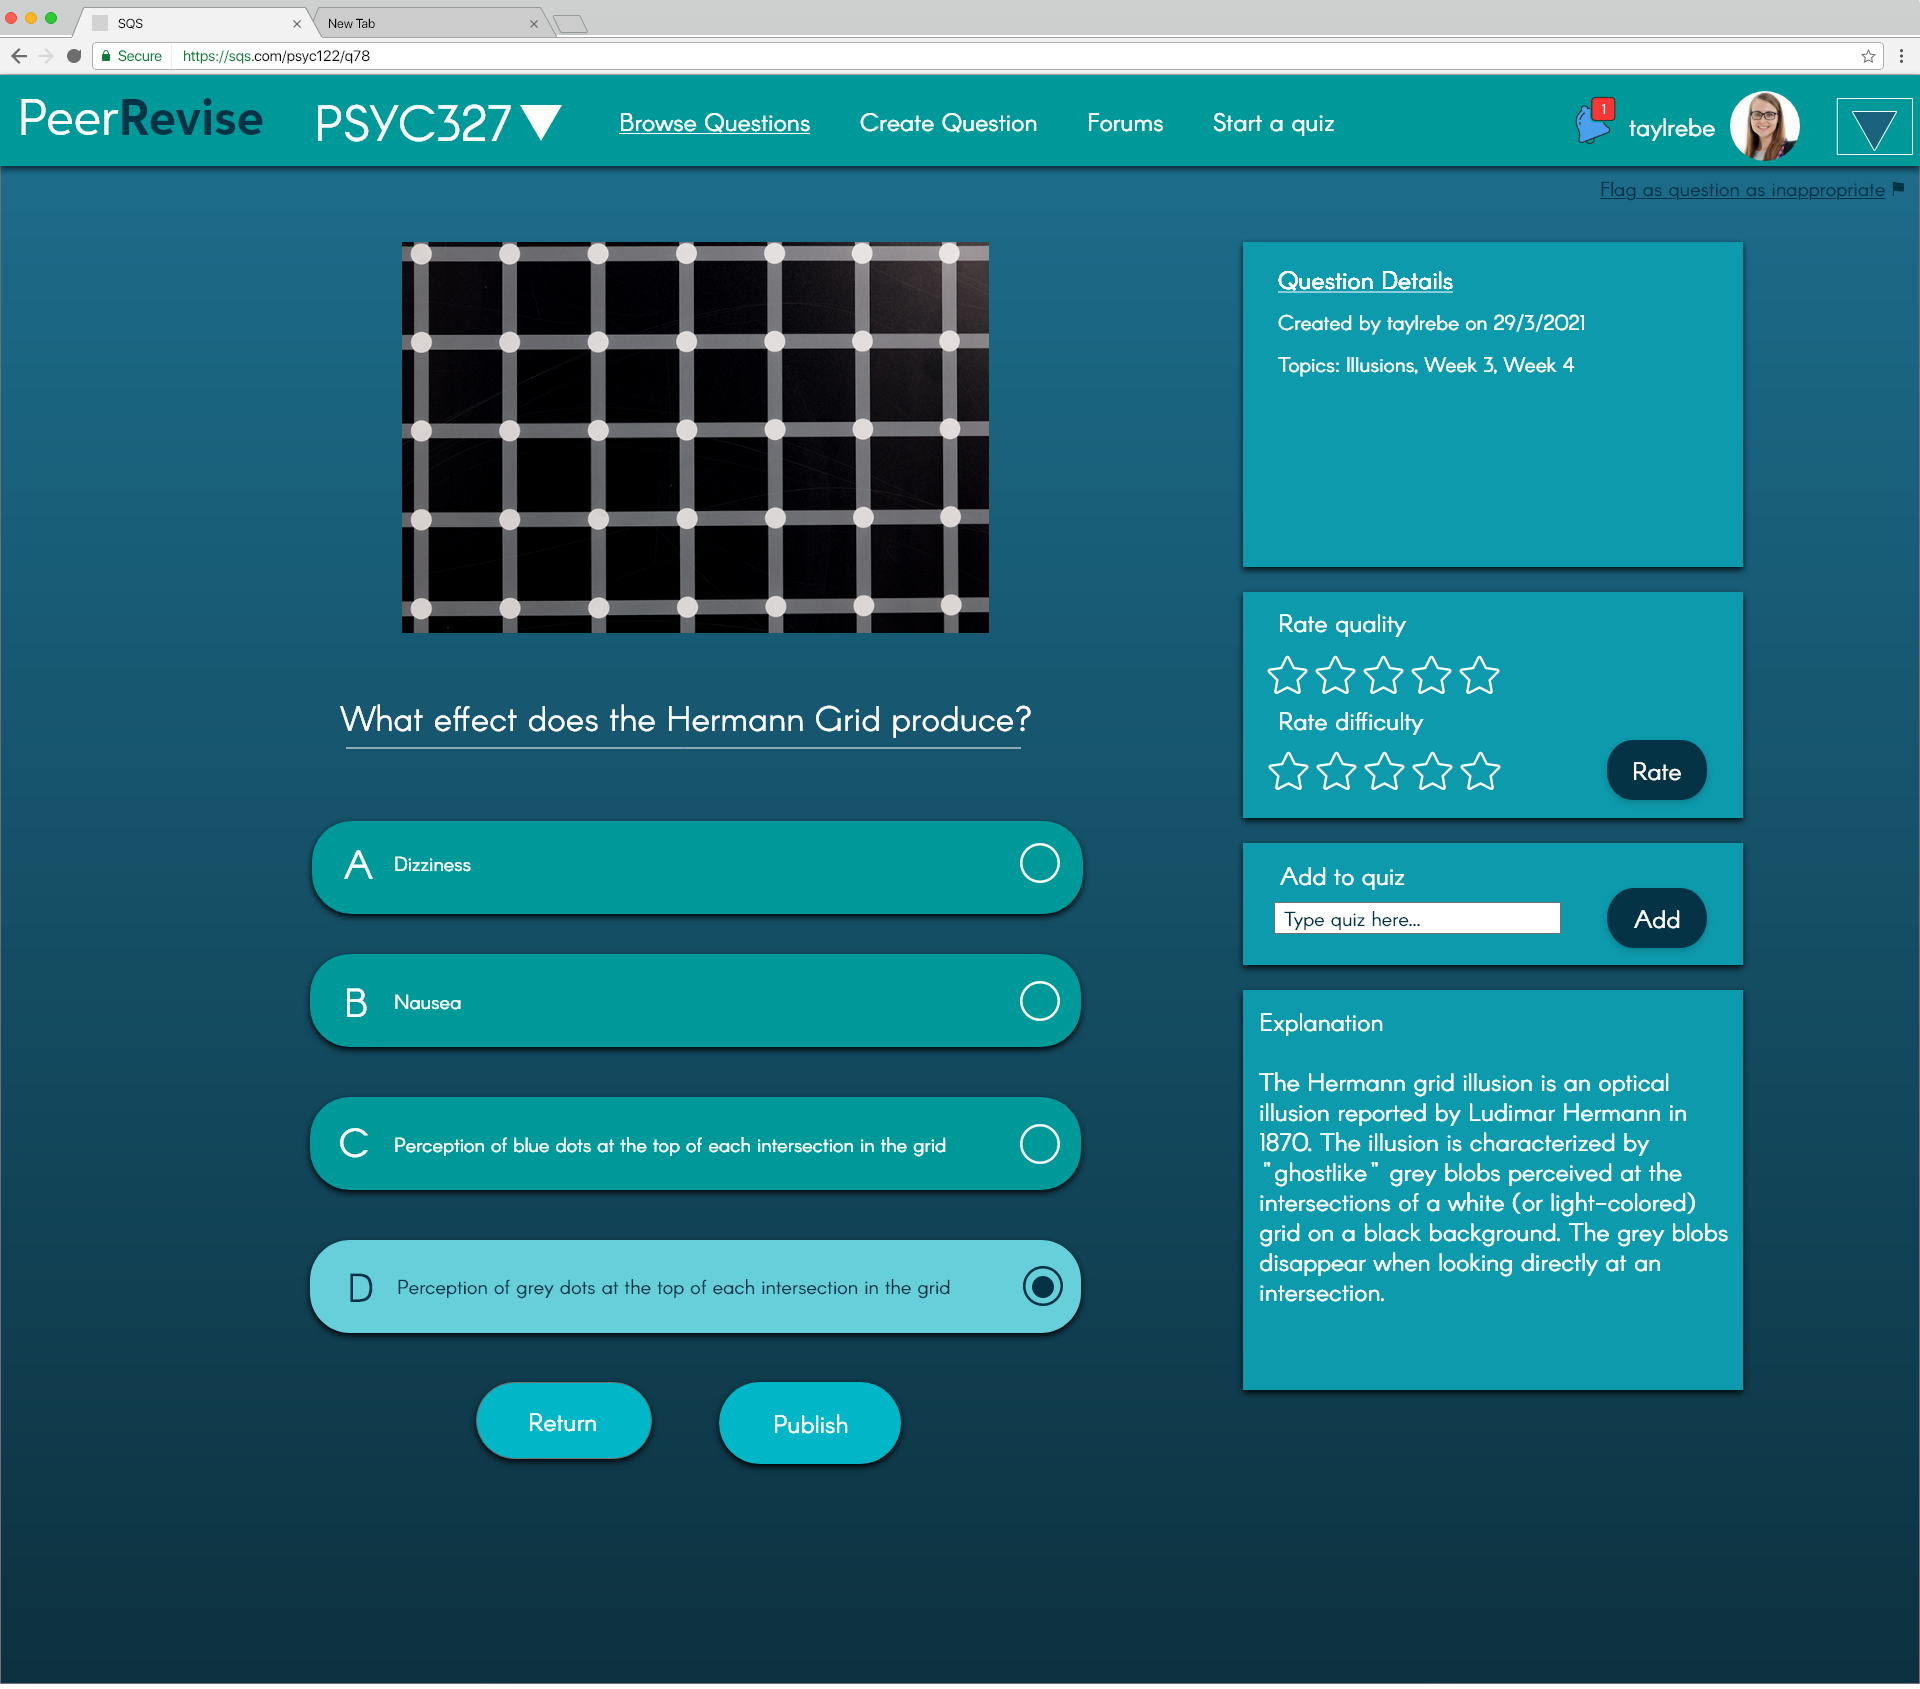 SQS
New Tab
Secure
https://sqs.com/psyc122/q78
PeerRevise
PSYC327
Browse Questions
Create Question
Forums
Start a quiz
1
taylrebe
Flag as question as inappropriate
What effect does the Hermann Grid produce?
A Dizziness
B Nausea
C Perception of blue dots at the top of each intersection in the grid
D Perception of grey dots at the top of each intersection in the grid
Return
Publish
Question Details
Created by taylrebe on 29/3/2021
Topics: Illusions, Week 3, Week 4
Rate quality
Rate difficulty
Rate
Add to quiz
Type quiz here...
Add
Explanation
The Hermann grid illusion is an optical
illusion reported by Ludimar Hermann in
1870. The illusion is characterized by
"ghostlike" grey blobs perceived at the
intersections of a white (or light-colored)
grid on a black background. The grey blobs
disappear when looking directly at an
intersection.